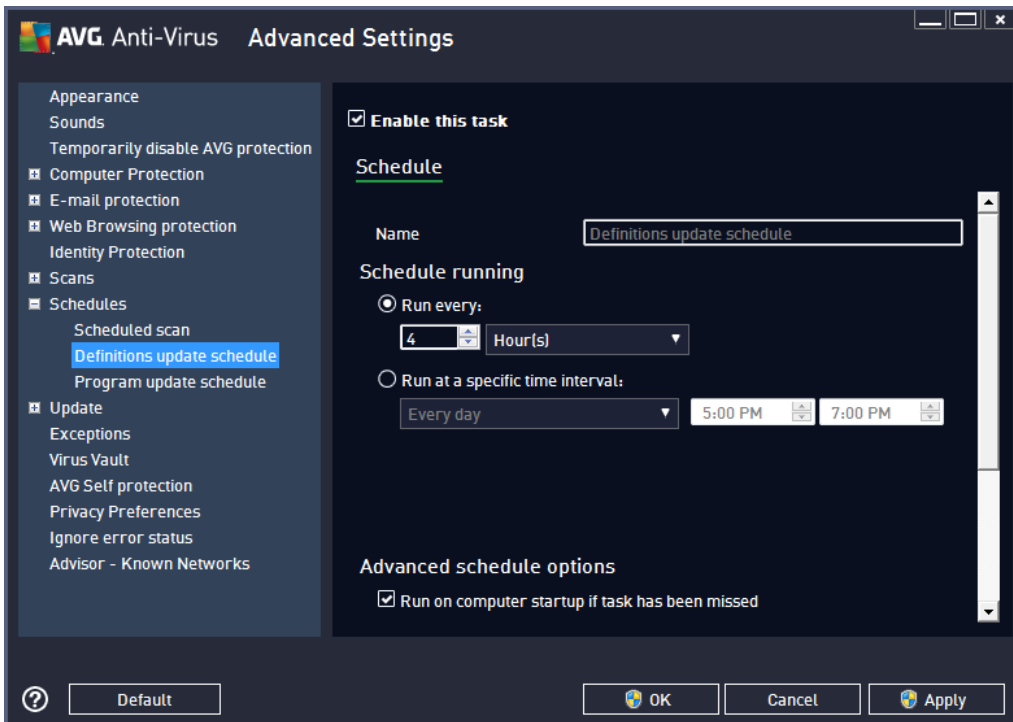 AVG. Anti-Virus Advanced Settings
Appearance
Sounds
Temporarily disable AVG protection
Computer Protection
E-mail protection
Web Browsing protection
Identity Protection
Scans
Schedules
Scheduled scan
Definitions update schedule
Program update schedule
Update
Exceptions
Virus Vault
AVG Self protection
Privacy Preferences
Ignore error status
Advisor - Known Networks
Enable this task
Schedule
Name Definitions update schedule
Schedule running
Run every:
4 Hour(s)
Run at a specific time interval:
Every day 5:00 PM 7:00 PM
Advanced schedule options
Run on computer startup if task has been missed
? Default OK Cancel Apply